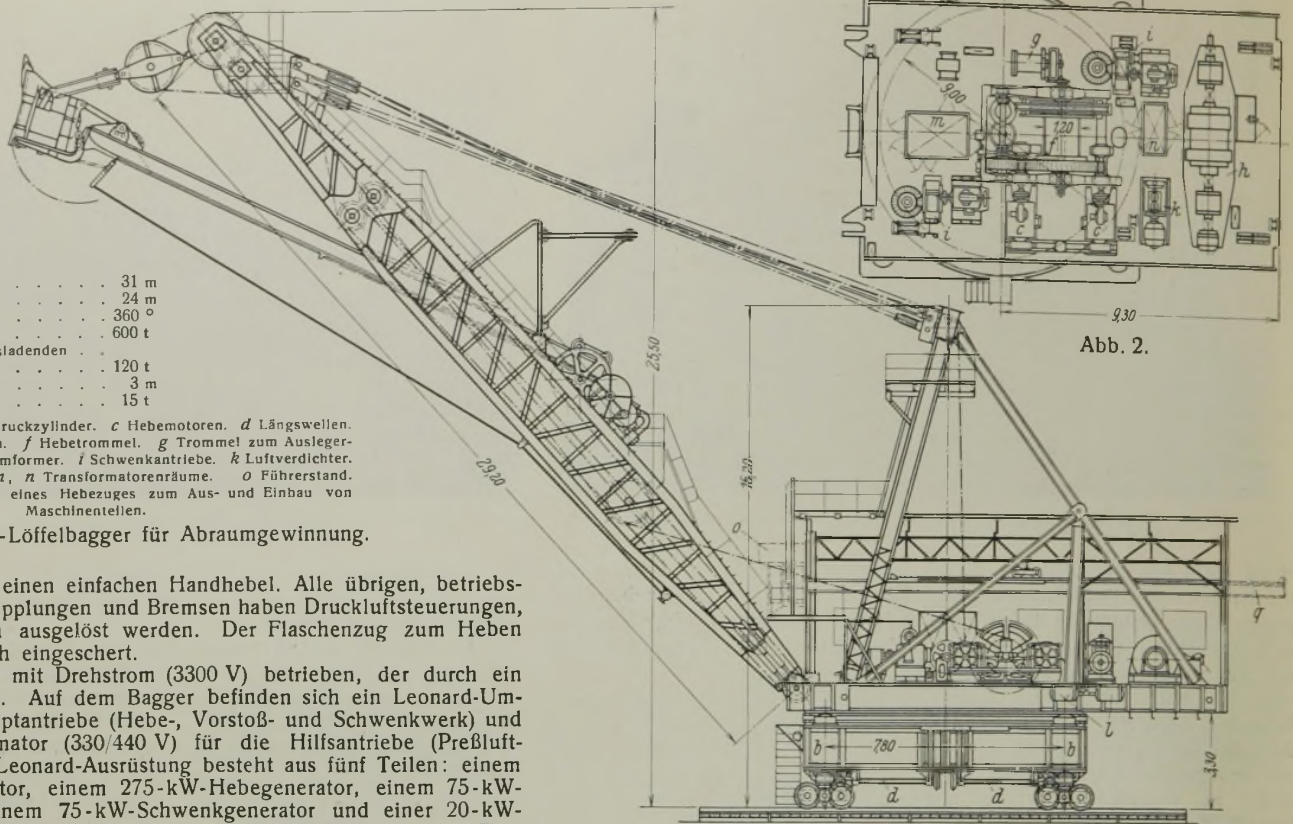 . . . . . 31 m
. . . . . 24 m
. . . . . 360 °
. . . . . 600 t
ladenden . .
. . . . . 120 t
. . . . . 3 m
. . . . . 15 t
ruckzylinder. c Hebemotoren. d Längswellen.
f Hebetrommel. g Trommel zum Ausleger-
mformer. i Schwenkantriebe. k Luftverdichter.
n Transformatorenräume. o Führerstand.
eines Hebezuges zum Aus- und Einbau von
Maschinenteilen.
-Löffelbagger für Abraumgewinnung.
einen einfachen Handhebel. Alle übrigen, betriebs-
pplungen und Bremsen haben Druckluftsteuerungen,
ausgelöst werden. Der Flaschenzug zum Heben
h eingeschert.
mit Drehstrom (3300 V) betrieben, der durch ein
. Auf dem Bagger befinden sich ein Leonard-Um-
ptantriebe (Hebe-, Vorstoß- und Schwenkwerk) und
nator (330/440 V) für die Hilfsantriebe (Preßluft-
Leonard-Ausrüstung besteht aus fünf Teilen: einem
tor, einem 275-kW-Hebegenerator, einem 75-kW-
nem 75-kW-Schwenkgenerator und einer 20-kW-
25,50
29,20
16,20
o
q
b
7,80
b
l
d
d
3,30
g
i
9,00
m
1,20
f
n
h
i
c
c
k
9,30
Abb. 2.